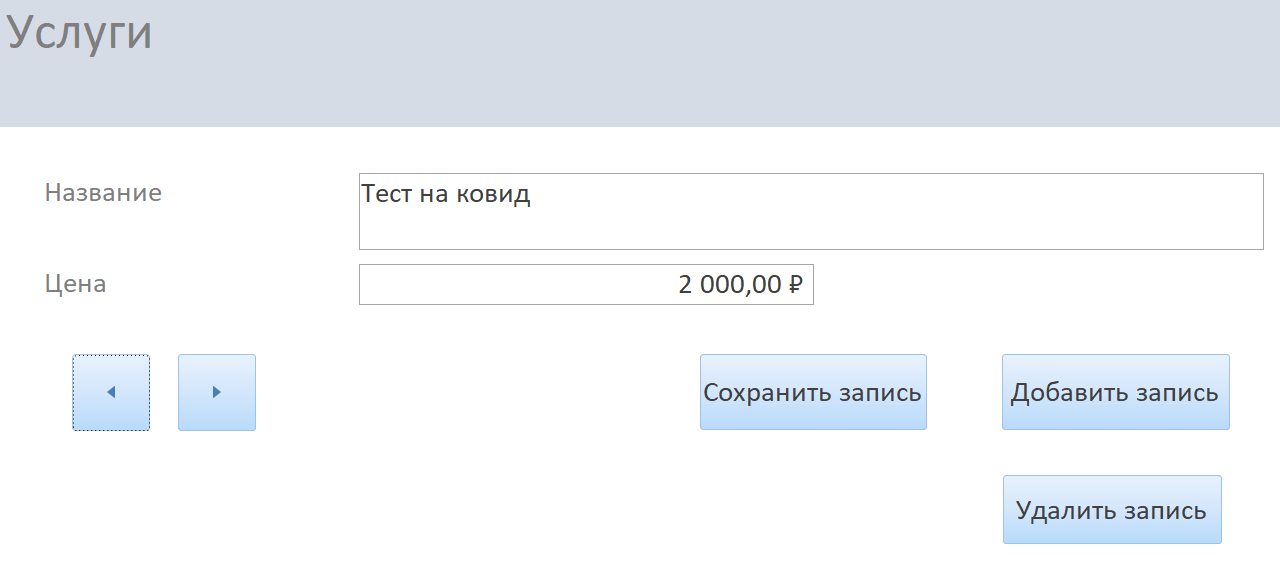 Услуги
Название
Тест на ковид
Цена
2 000,00 ₽
Сохранить запись
Добавить запись
Удалить запись